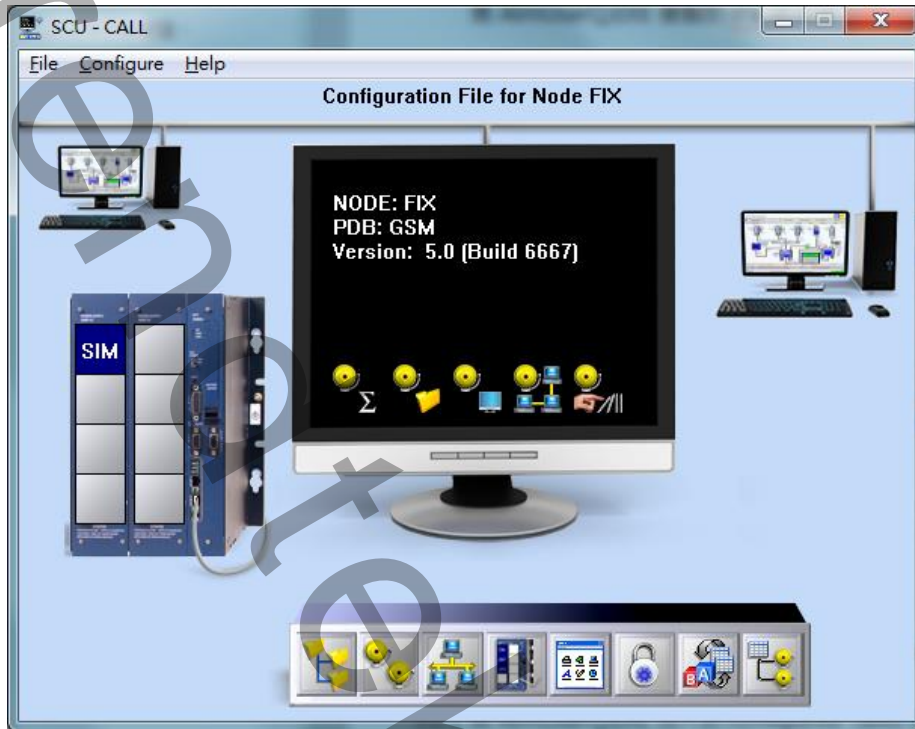 SCU - CALL
File Configure Help
Configuration File for Node FIX
NODE: FIX
PDB: GSM
Version: 5.0 (Build 6667)
SIM